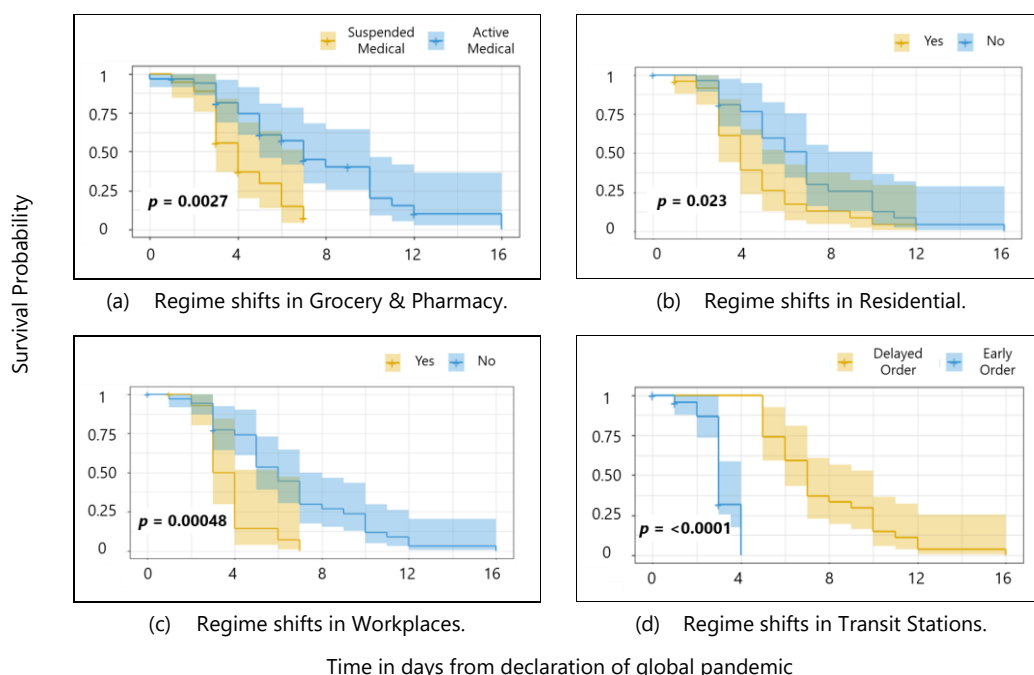 Suspended Medical
Active Medical
1
0.75
0.50
0.25
0
p = 0.0027
0 4 8 12 16
(a) Regime shifts in Grocery & Pharmacy.
Yes No
1
0.75
0.50
0.25
0
p = 0.023
0 4 8 12 16
(b) Regime shifts in Residential.
Survival Probability
Yes No
1
0.75
0.50
0.25
0
p = 0.00048
0 4 8 12 16
(c) Regime shifts in Workplaces.
Delayed Order
Early Order
1
0.75
0.50
0.25
0
p = <0.0001
0 4 8 12 16
(d) Regime shifts in Transit Stations.
Time in days from declaration of global pandemic